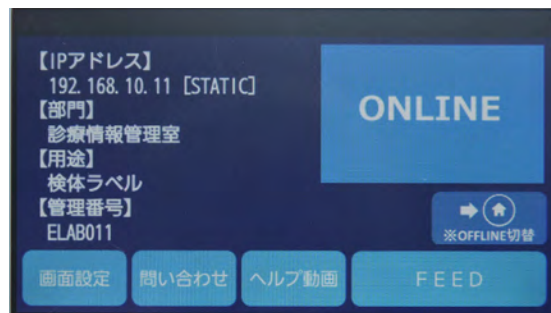 【IPアドレス】
192.168.10.11 [STATIC]
【部門】
診療情報管理室
【用途】
検体ラベル
【管理番号】
ELAB011
ONLINE
※OFFLINE切替
画面設定
問い合わせ
ヘルプ動画
FEED